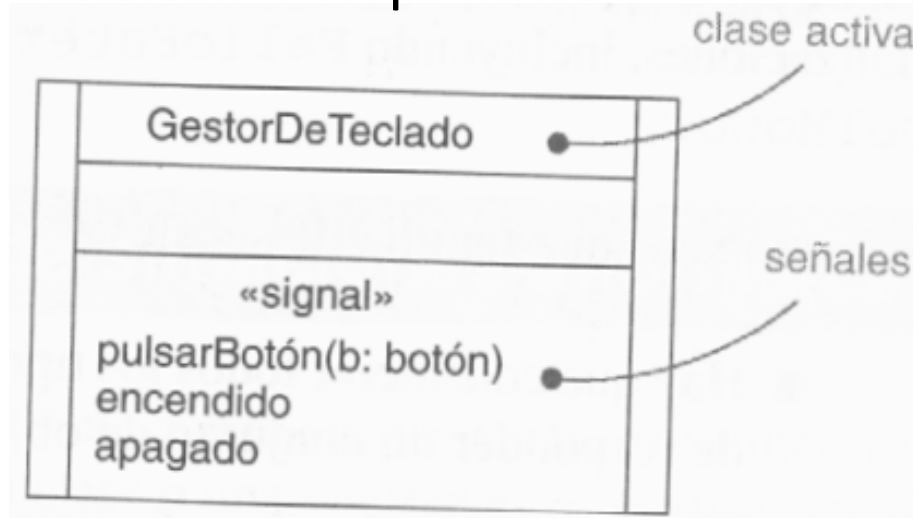 clase activa
GestorDeTeclado
señales
«signal»
pulsarBotón(b: botón)
encendido
apagado